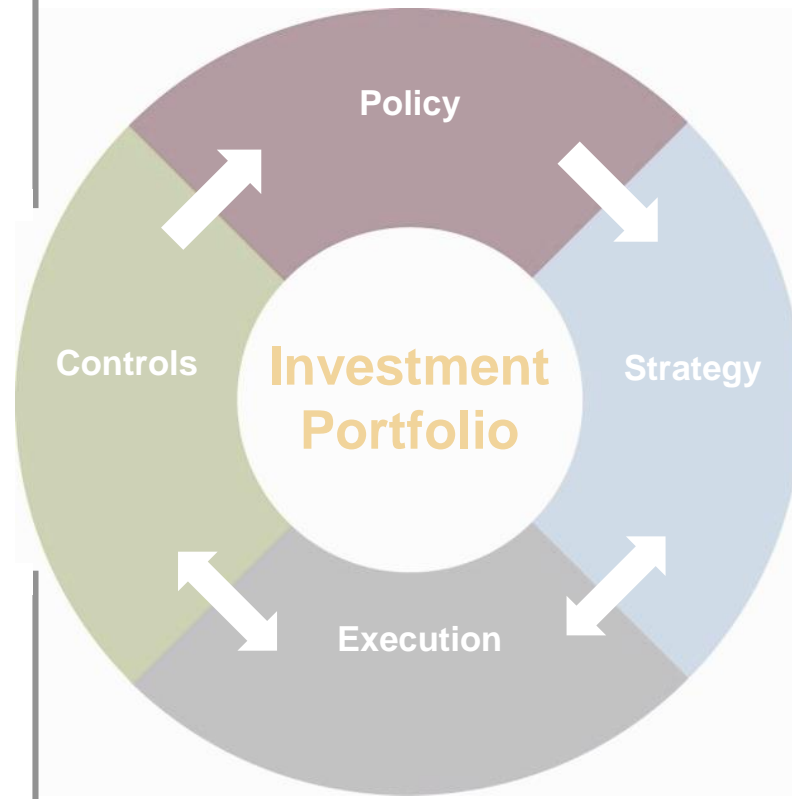 Policy
Controls
Investment
Portfolio
Strategy
Execution